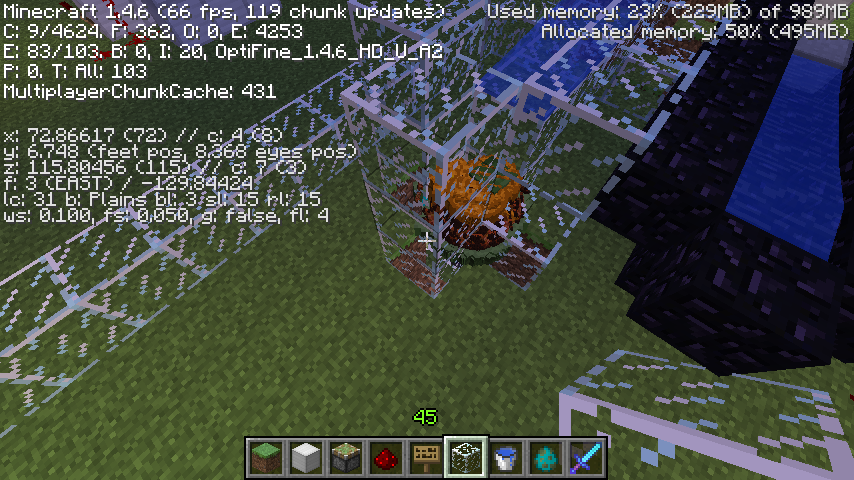 Minecraft 1.4.6 (66 fps, 119 chunk updates)
Used memory: 23% (229MB) of 989MB
C: 9/4624, F: 362, O: 0, E: 4253
Allocated memory: 50% (495MB)
E: 83/103, B: 0, I: 20, OptiFine_1.4.6_HD_U_A2
P: 0, T: All: 103
MultiplayerChunkCache: 431
x: 72.86617 (72) // c: 4 (8)
y: 6.748 (feet pos, 8.368 eyes pos)
z: 115.80456 (115) // c: 7 (3)
f: 3 (EAST) / -129.84424
lc: 31 b: Plains bl: 3 sl: 15 rl: 15
ws: 0.100, fs: 0.050, g: false, fl: 4
45